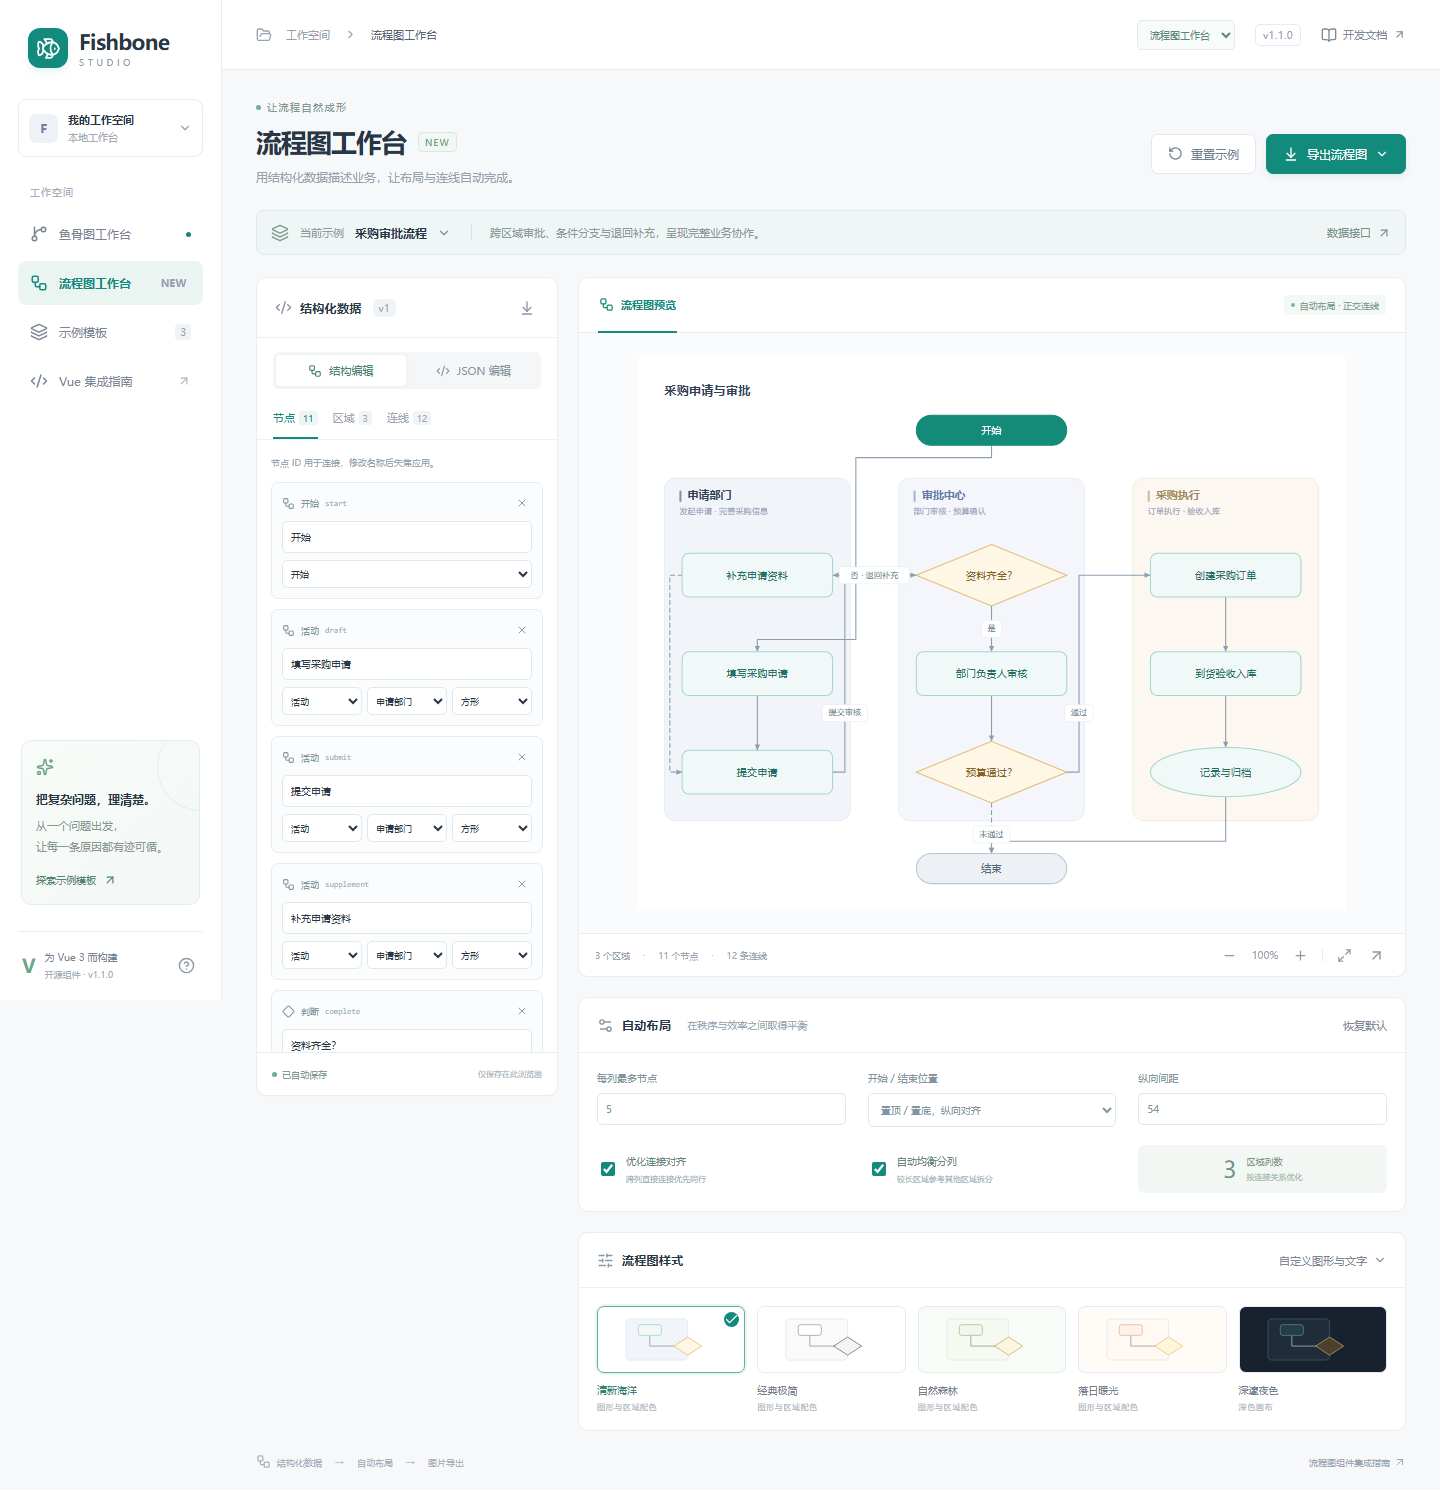 Fishbone
STUDIO
F
我的工作空间
本地工作台
工作空间
鱼骨图工作台
流程图工作台 NEW
示例模板 3
Vue 集成指南
把复杂问题，理清楚。
从一个问题出发，
让每一条原因都有迹可循。
探索示例模板
V
为 Vue 3 而构建
开源组件 · v1.1.0
工作空间 流程图工作台
流程图工作台 v1.1.0 开发文档
让流程自然成形
流程图工作台 NEW
用结构化数据描述业务，让布局与连线自动完成。
重置示例 导出流程图
当前示例 采购审批流程 跨区域审批、条件分支与退回补充，呈现完整业务协作。 数据接口
结构化数据 v1
结构编辑 JSON 编辑
节点 11 区域 3 连线 12
节点 ID 用于连接，修改名称后失焦应用。
开始 start
开始
开始
活动 draft
填写采购申请
活动 申请部门 方形
活动 submit
提交申请
活动 申请部门 方形
活动 supplement
补充申请资料
活动 申请部门 方形
判断 complete
资料齐全?
已自动保存 仅保存在此浏览器
流程图预览 自动布局 · 正交连线
采购申请与审批
开始
申请部门
发起申请 · 完善采购信息
审批中心
部门审核 · 预算确认
采购执行
订单执行 · 验收入库
补充申请资料
否 · 退回补充
资料齐全?
创建采购订单
是
填写采购申请
部门负责人审核
到货验收入库
提交审核
通过
提交申请
预算通过?
记录与归档
未通过
结束
3 个区域 · 11 个节点 · 12 条连线 100%
自动布局 在秩序与效率之间取得平衡 恢复默认
每列最多节点 开始 / 结束位置 纵向间距
5 置顶 / 置底，纵向对齐 54
优化连接对齐
跨列直接连接优先同行
自动均衡分列
较长区域参考其他区域拆分
3
区域列数
按连接关系优化
流程图样式 自定义图形与文字
清新海洋 经典极简 自然森林 落日暖光 深邃夜色
图形与区域配色 图形与区域配色 图形与区域配色 图形与区域配色 深色画布
结构化数据 → 自动布局 → 图片导出 流程图组件集成指南